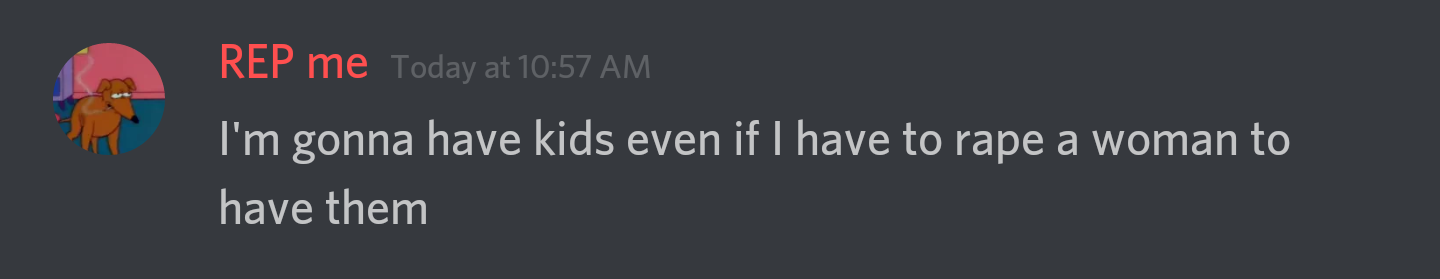 REP me Today at 10:57 AM
I'm gonna have kids even if I have to rape a woman to
have them